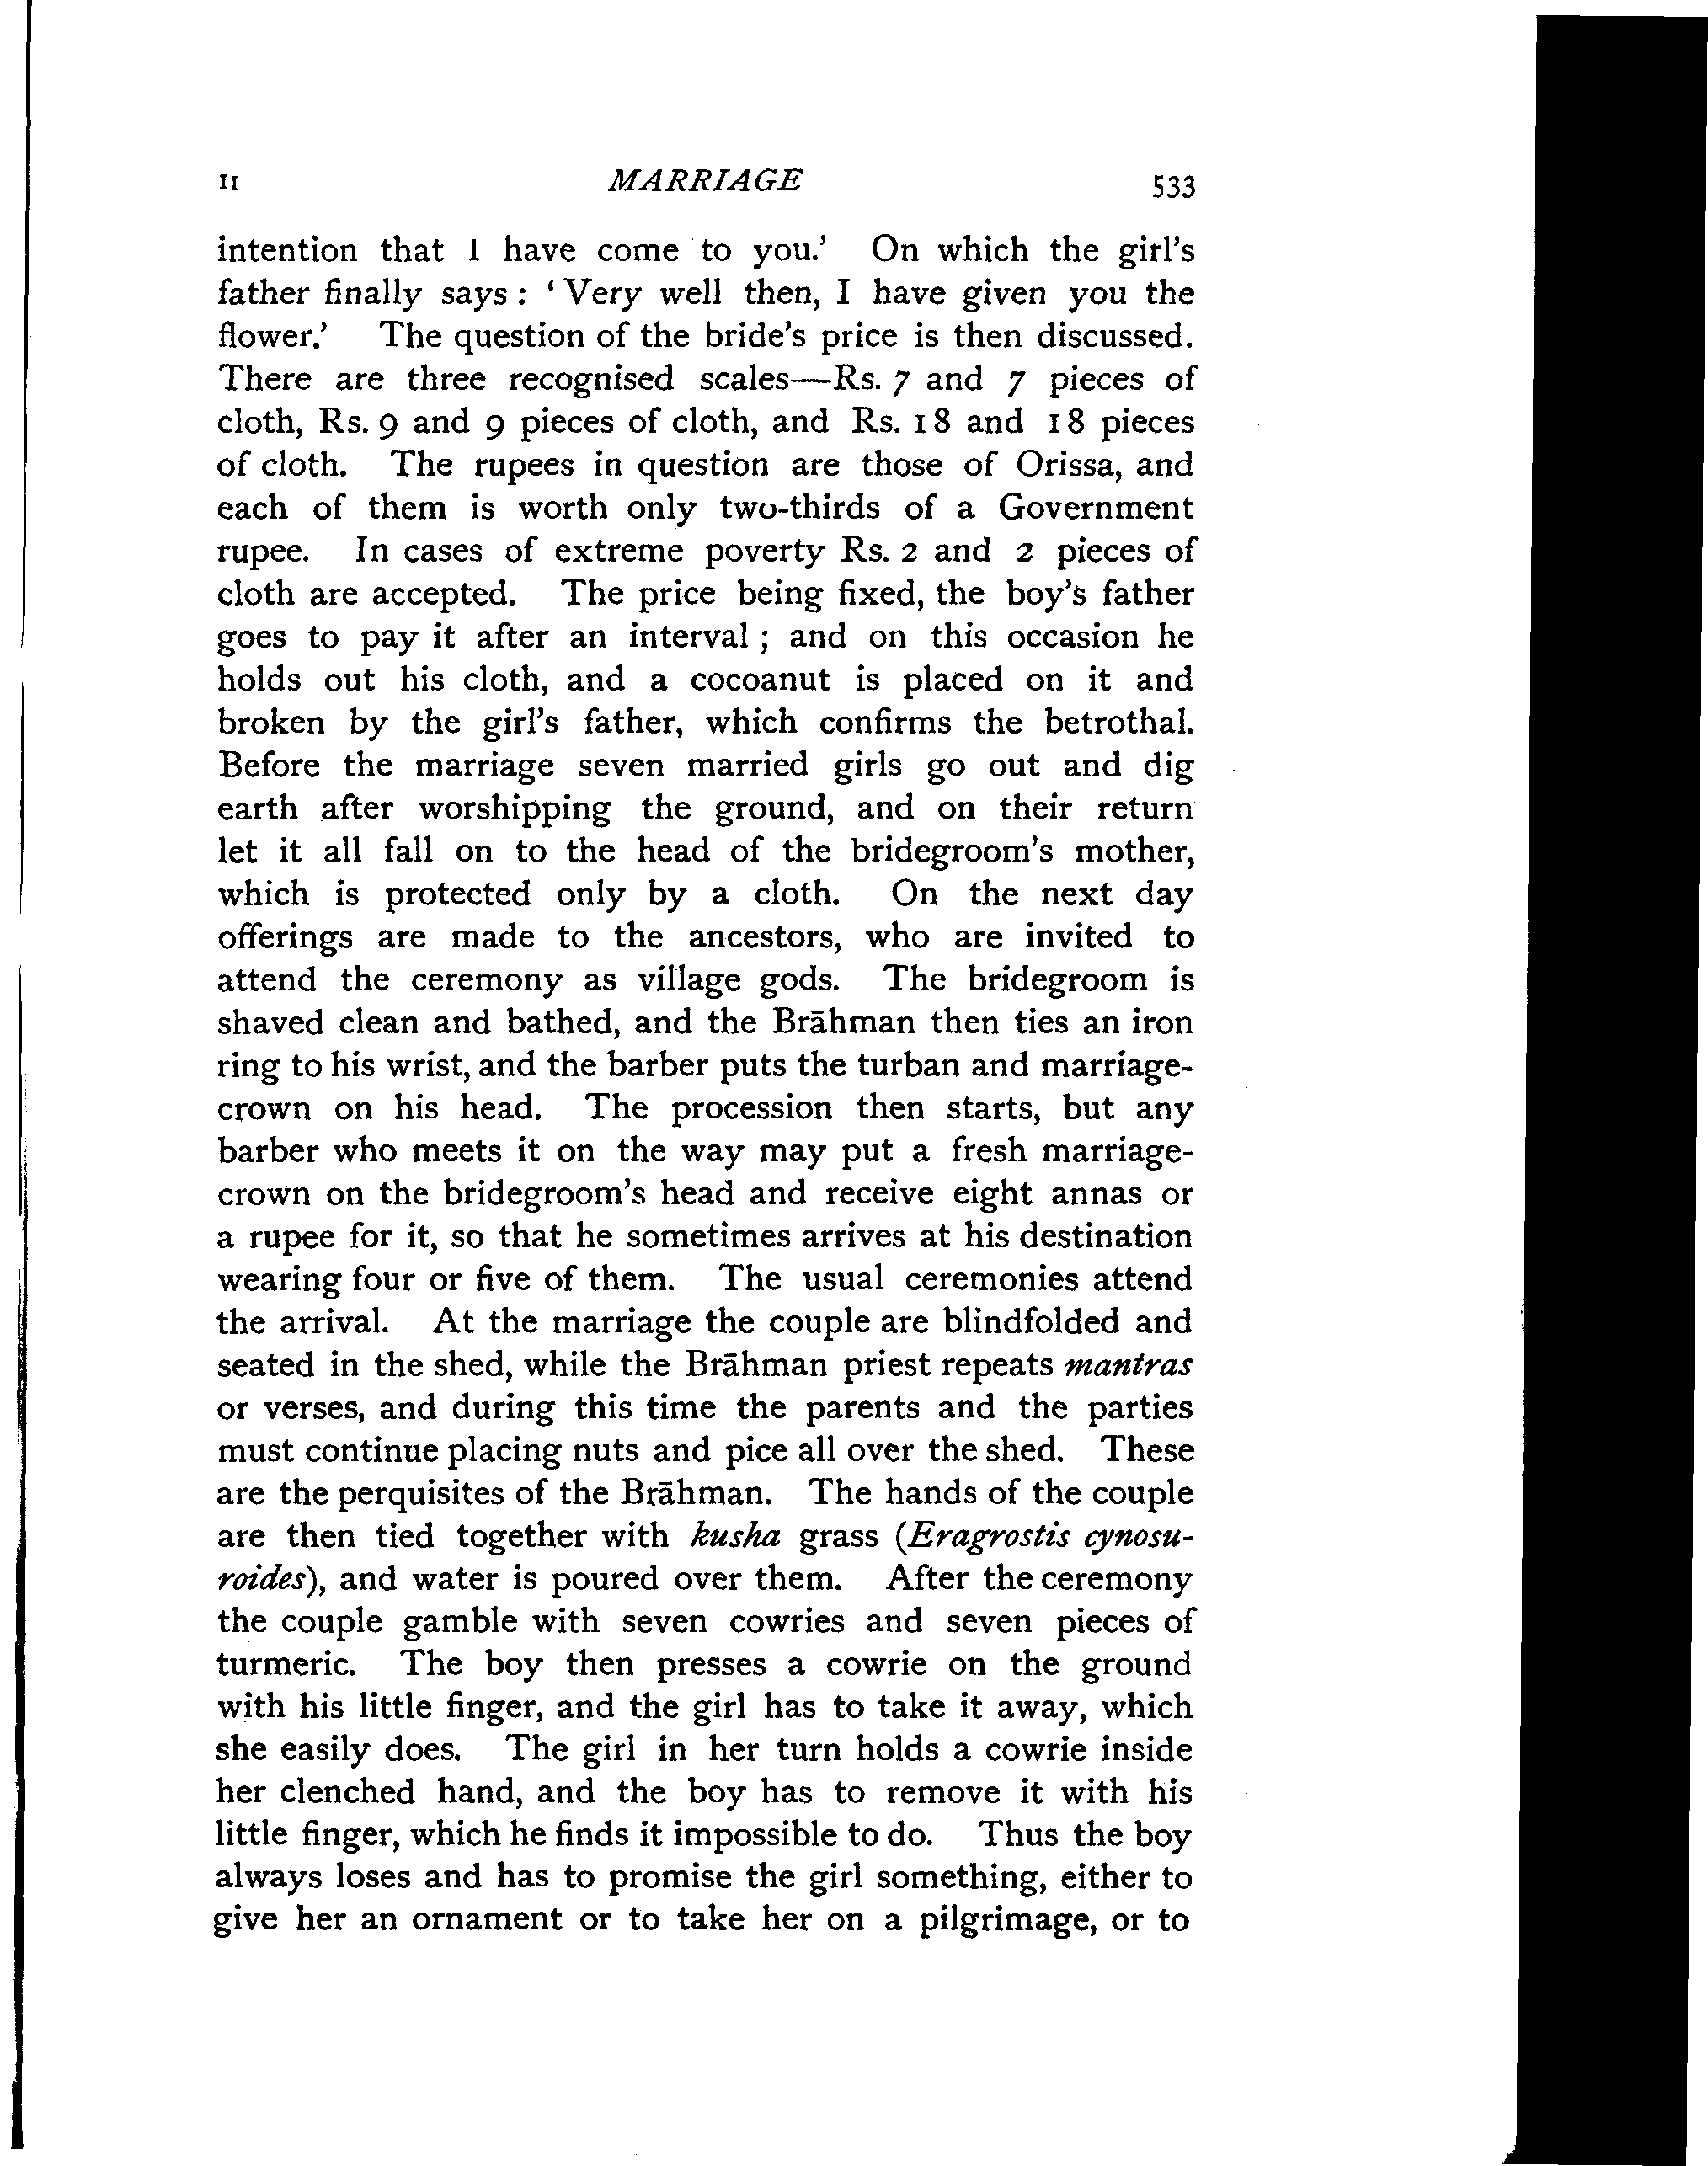 II MARRIAGE 533
intention that I have come to you.' On which the girl's
father finally says : 'Very well then, I have given you the
flower.' The question of the bride's price is then discussed.
There are three recognised scales—Rs. 7 and 7 pieces of
cloth, Rs. 9 and 9 pieces of cloth, and Rs. 18 and 18 pieces
of cloth. The rupees in question are those of Orissa, and
each of them is worth only two-thirds of a Government
rupee. In cases of extreme poverty Rs. 2 and 2 pieces of
cloth are accepted. The price being fixed, the boy's father
goes to pay it after an interval ; and on this occasion he
holds out his cloth, and a cocoanut is placed on it and
broken by the girl's father, which confirms the betrothal.
Before the marriage seven married girls go out and dig
earth after worshipping the ground, and on their return
let it all fall on to the head of the bridegroom's mother,
which is protected only by a cloth. On the next day
offerings are made to the ancestors, who are invited to
attend the ceremony as village gods. The bridegroom is
shaved clean and bathed, and the Brāhman then ties an iron
ring to his wrist, and the barber puts the turban and marriage-
crown on his head. The procession then starts, but any
barber who meets it on the way may put a fresh marriage-
crown on the bridegroom's head and receive eight annas or
a rupee for it, so that he sometimes arrives at his destination
wearing four or five of them. The usual ceremonies attend
the arrival. At the marriage the couple are blindfolded and
seated in the shed, while the Brāhman priest repeats mantras
or verses, and during this time the parents and the parties
must continue placing nuts and pice all over the shed. These
are the perquisites of the Brāhman. The hands of the couple
are then tied together with kusha grass (Eragrostis cynosu-
roides), and water is poured over them. After the ceremony
the couple gamble with seven cowries and seven pieces of
turmeric. The boy then presses a cowrie on the ground
with his little finger, and the girl has to take it away, which
she easily does. The girl in her turn holds a cowrie inside
her clenched hand, and the boy has to remove it with his
little finger, which he finds it impossible to do. Thus the boy
always loses and has to promise the girl something, either to
give her an ornament or to take her on a pilgrimage, or to